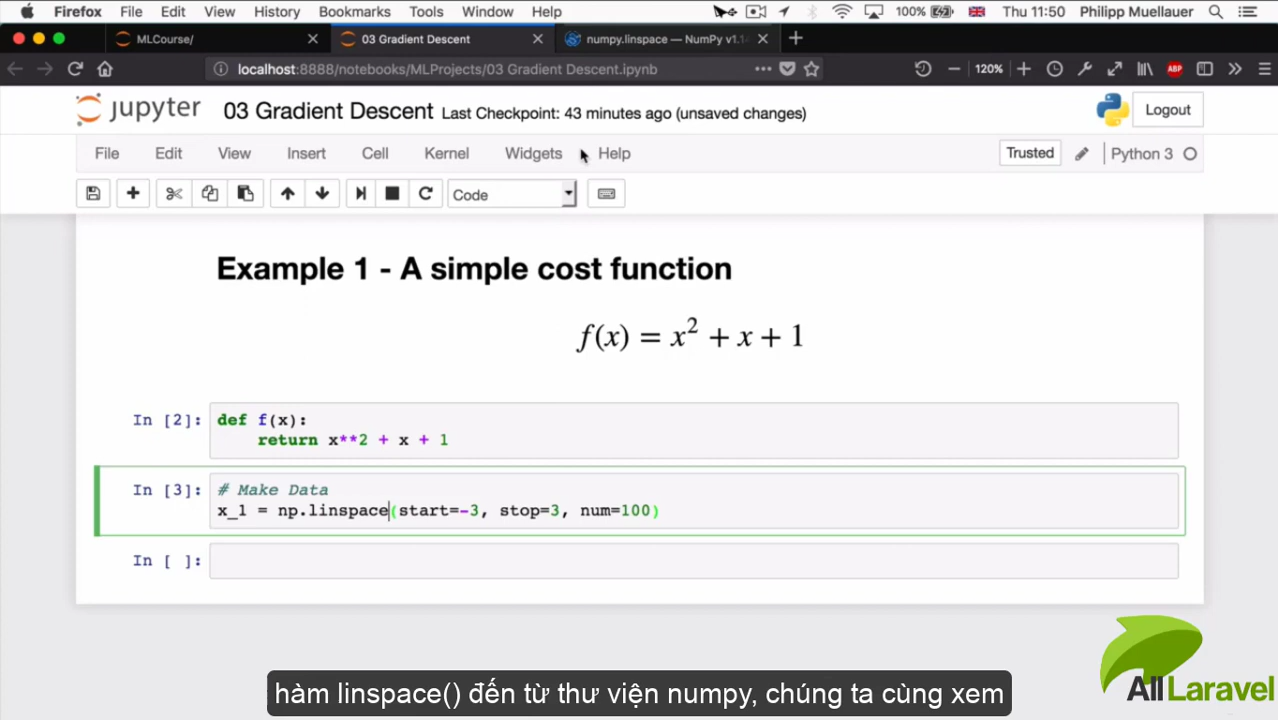 Firefox File Edit View History Bookmarks Tools Window Help 100% Thu 11:50 Philipp Muellauer
MLCourse/ 03 Gradient Descent numpy.linspace — NumPy v1.1
localhost:8888/notebooks/MLProjects/03 Gradient Descent.ipynb 120% ABP
jupyter 03 Gradient Descent Last Checkpoint: 43 minutes ago (unsaved changes) Logout
File Edit View Insert Cell Kernel Widgets Help Trusted Python 3
Code
Example 1 - A simple cost function
f(x) = x² + x + 1
In [2]: def f(x):
return x**2 + x + 1
In [3]: # Make Data
x_1 = np.linspace(start=-3, stop=3, num=100)
In [ ]:
AllLaravel
hàm linspace() đến từ thư viện numpy, chúng ta cùng xem